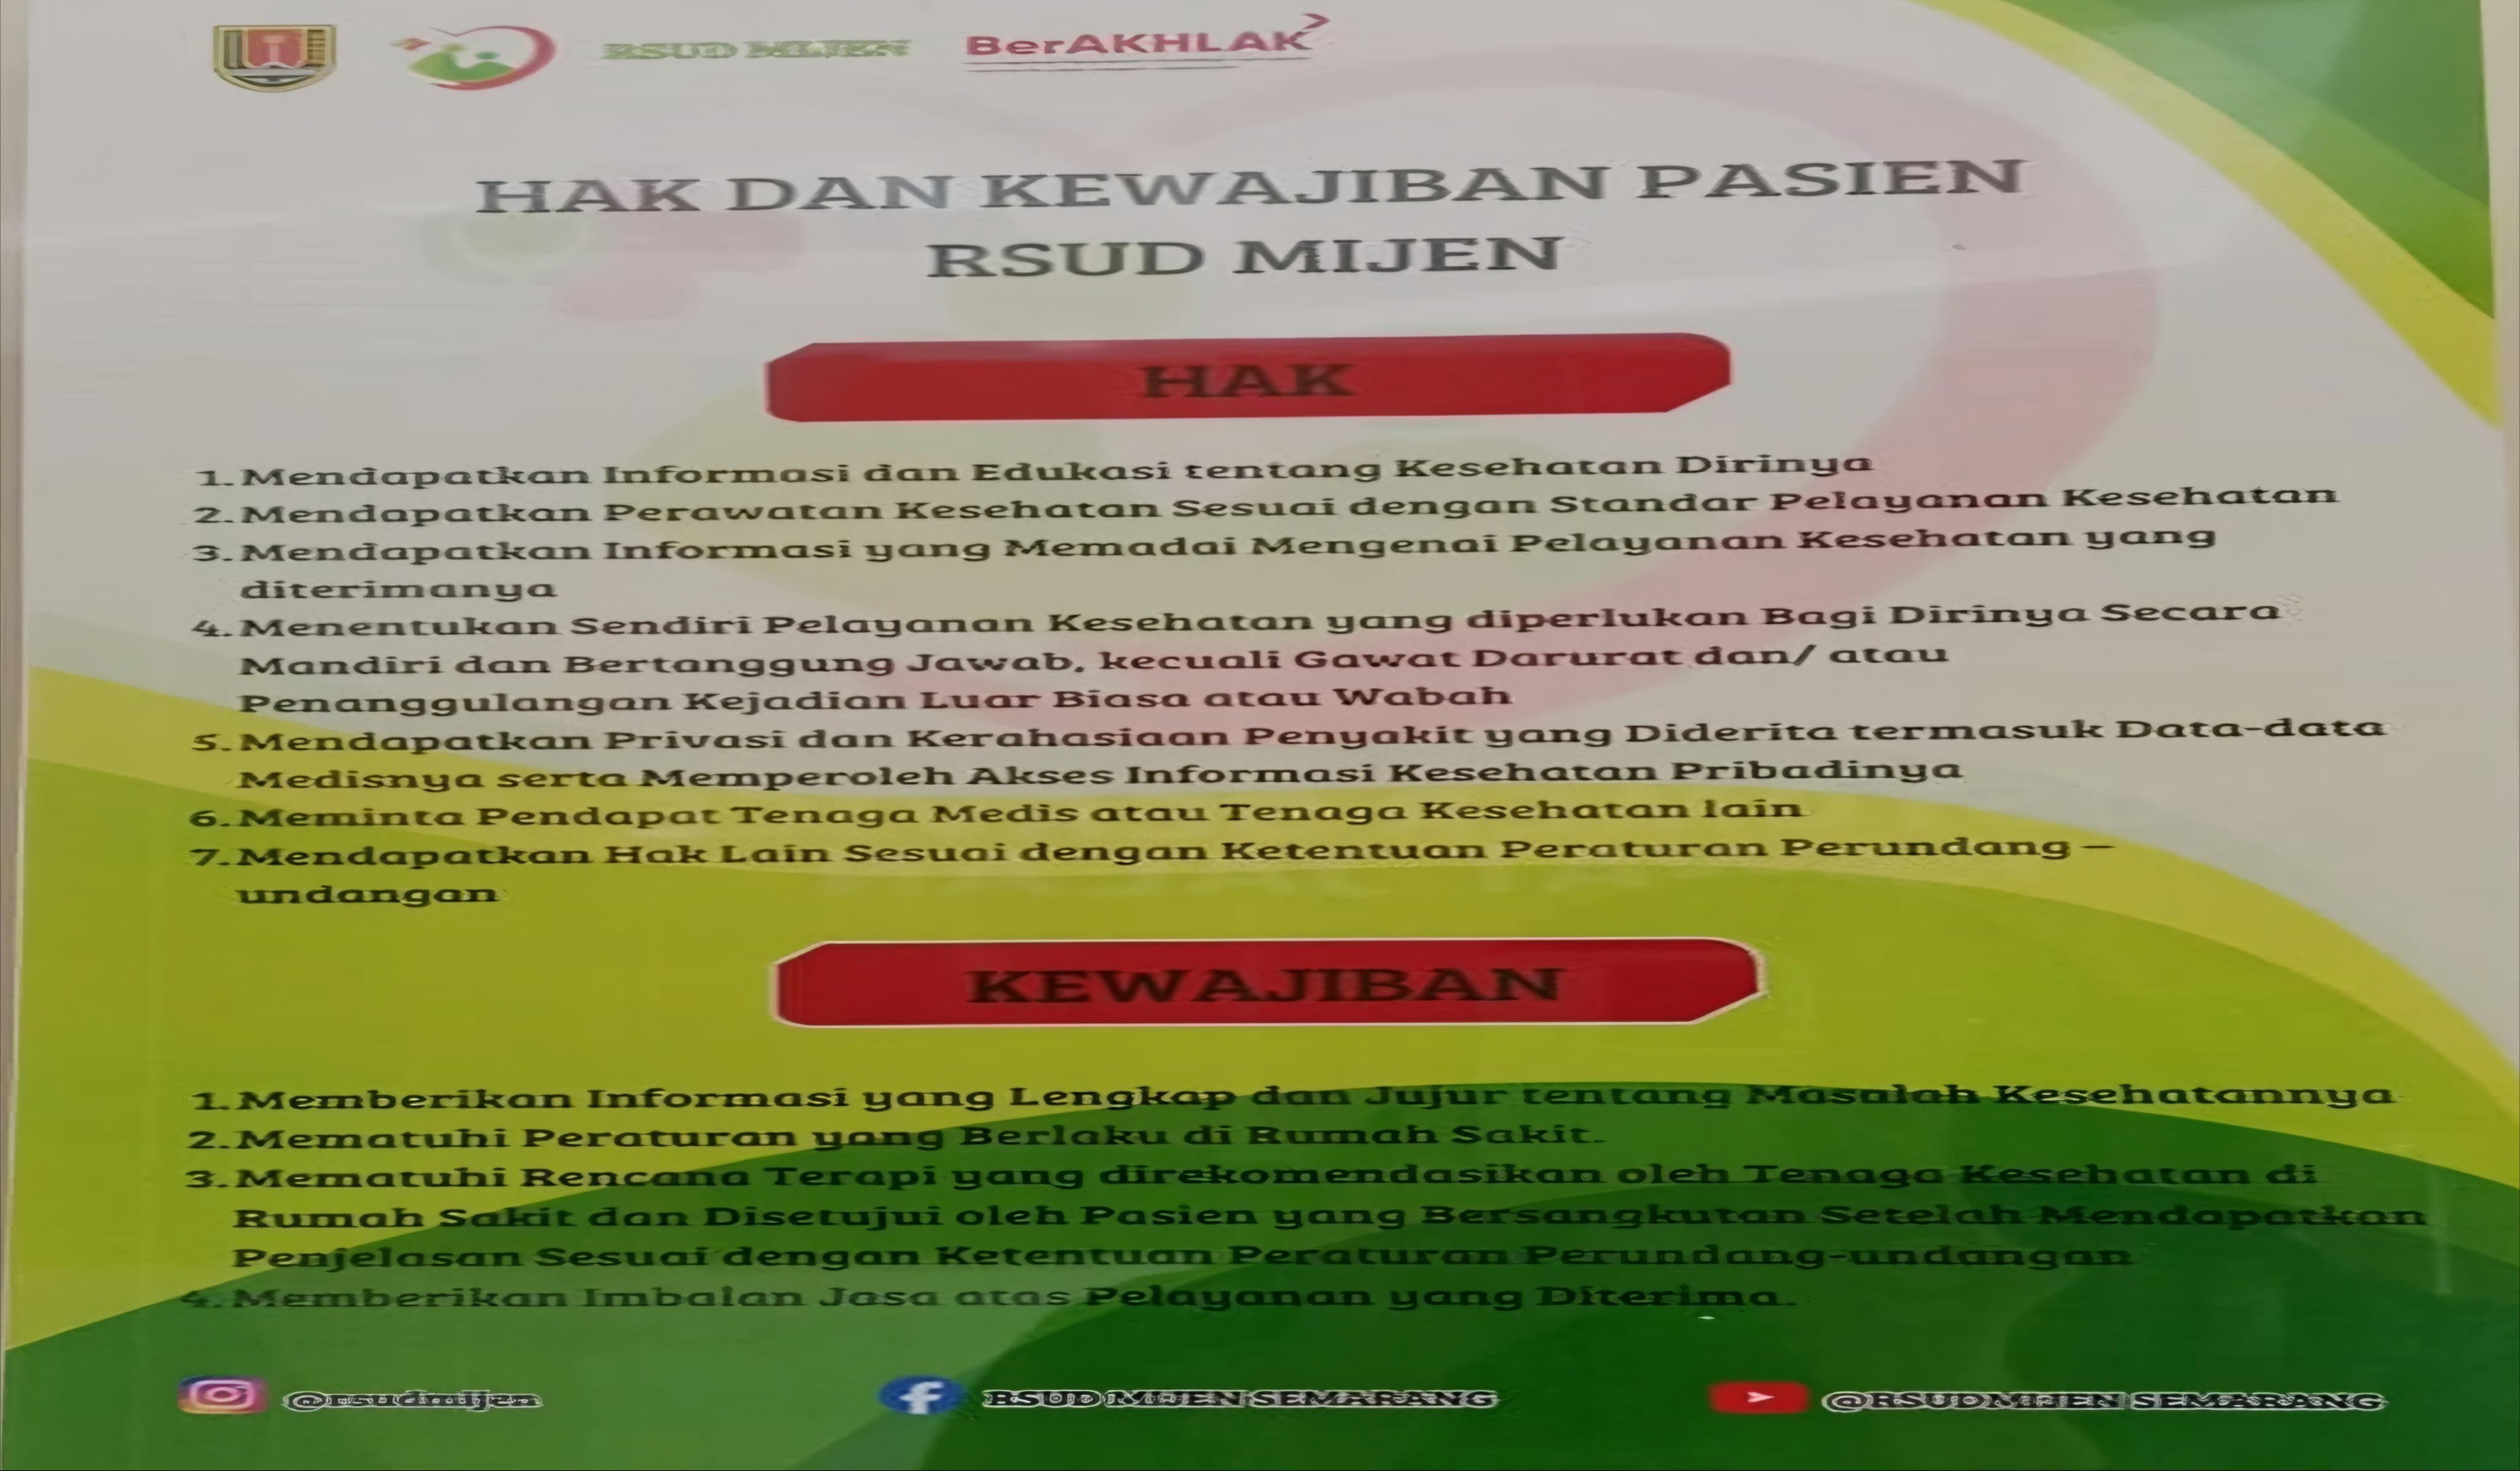 RSUD MIJEN
BerAKHLAK
HAK DAN KEWAJIBAN PASIEN
RSUD MIJEN
HAK
1. Mendapatkan Informasi dan Edukasi tentang Kesehatan Dirinya
2. Mendapatkan Perawatan Kesehatan Sesuai dengan Standar Pelayanan Kesehatan
3. Mendapatkan Informasi yang Memadai Mengenai Pelayanan Kesehatan yang
diterimanya
4. Menentukan Sendiri Pelayanan Kesehatan yang diperlukan Bagi Dirinya Secara
Mandiri dan Bertanggung Jawab, kecuali Gawat Darurat dan/ atau
Penanggulangan Kejadian Luar Biasa atau Wabah
5. Mendapatkan Privasi dan Kerahasiaan Penyakit yang Diderita termasuk Data-data
Medisnya serta Memperoleh Akses Informasi Kesehatan Pribadinya
6. Meminta Pendapat Tenaga Medis atau Tenaga Kesehatan lain
7. Mendapatkan Hak Lain Sesuai dengan Ketentuan Peraturan Perundang –
undangan
KEWAJIBAN
1. Memberikan Informasi yang Lengkap dan Jujur tentang Masalah Kesehatannya
2. Mematuhi Peraturan yang Berlaku di Rumah Sakit.
3. Mematuhi Rencana Terapi yang direkomendasikan oleh Tenaga Kesehatan di
Rumah Sakit dan Disetujui oleh Pasien yang Bersangkutan Setelah Mendapatkan
Penjelasan Sesuai dengan Ketentuan Peraturan Perundang-undangan
4. Memberikan Imbalan Jasa atas Pelayanan yang Diterima.
@rsudmijen
RSUD MIJEN SEMARANG
@RSUDMIJEN SEMARANG